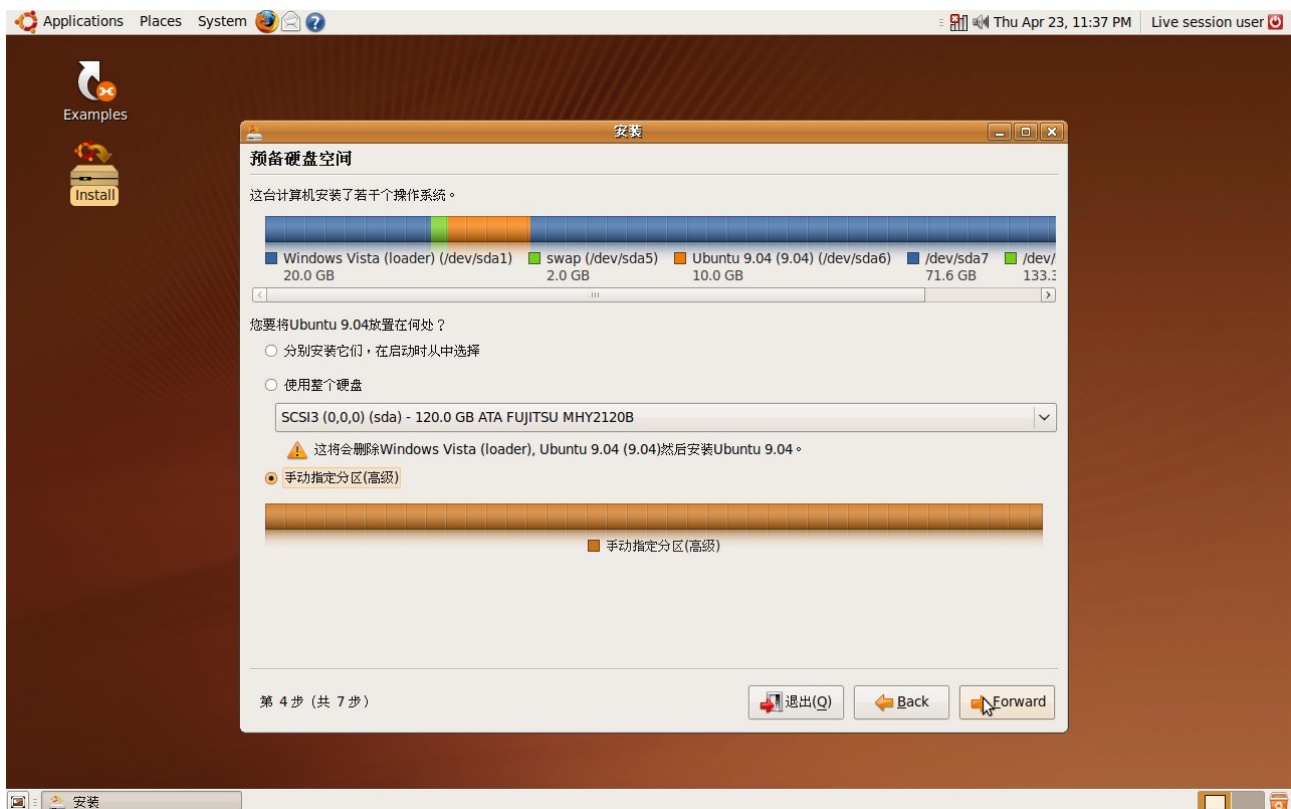 Applications Places System Thu Apr 23, 11:37 PM Live session user
Examples
Install
安装
预备硬盘空间
这台计算机安装了若干个操作系统。
Windows Vista (loader) (/dev/sda1) swap (/dev/sda5) Ubuntu 9.04 (9.04) (/dev/sda6) /dev/sda7 /dev/
20.0 GB 2.0 GB 10.0 GB 71.6 GB 133.
您要将Ubuntu 9.04放置在何处？
分别安装它们，在启动时从中选择
使用整个硬盘
SCSI3 (0,0,0) (sda) - 120.0 GB ATA FUJITSU MHY2120B
这将会删除Windows Vista (loader), Ubuntu 9.04 (9.04)然后安装Ubuntu 9.04。
手动指定分区(高级)
手动指定分区(高级)
第 4 步 (共 7 步)
退出(Q) Back Forward
安装